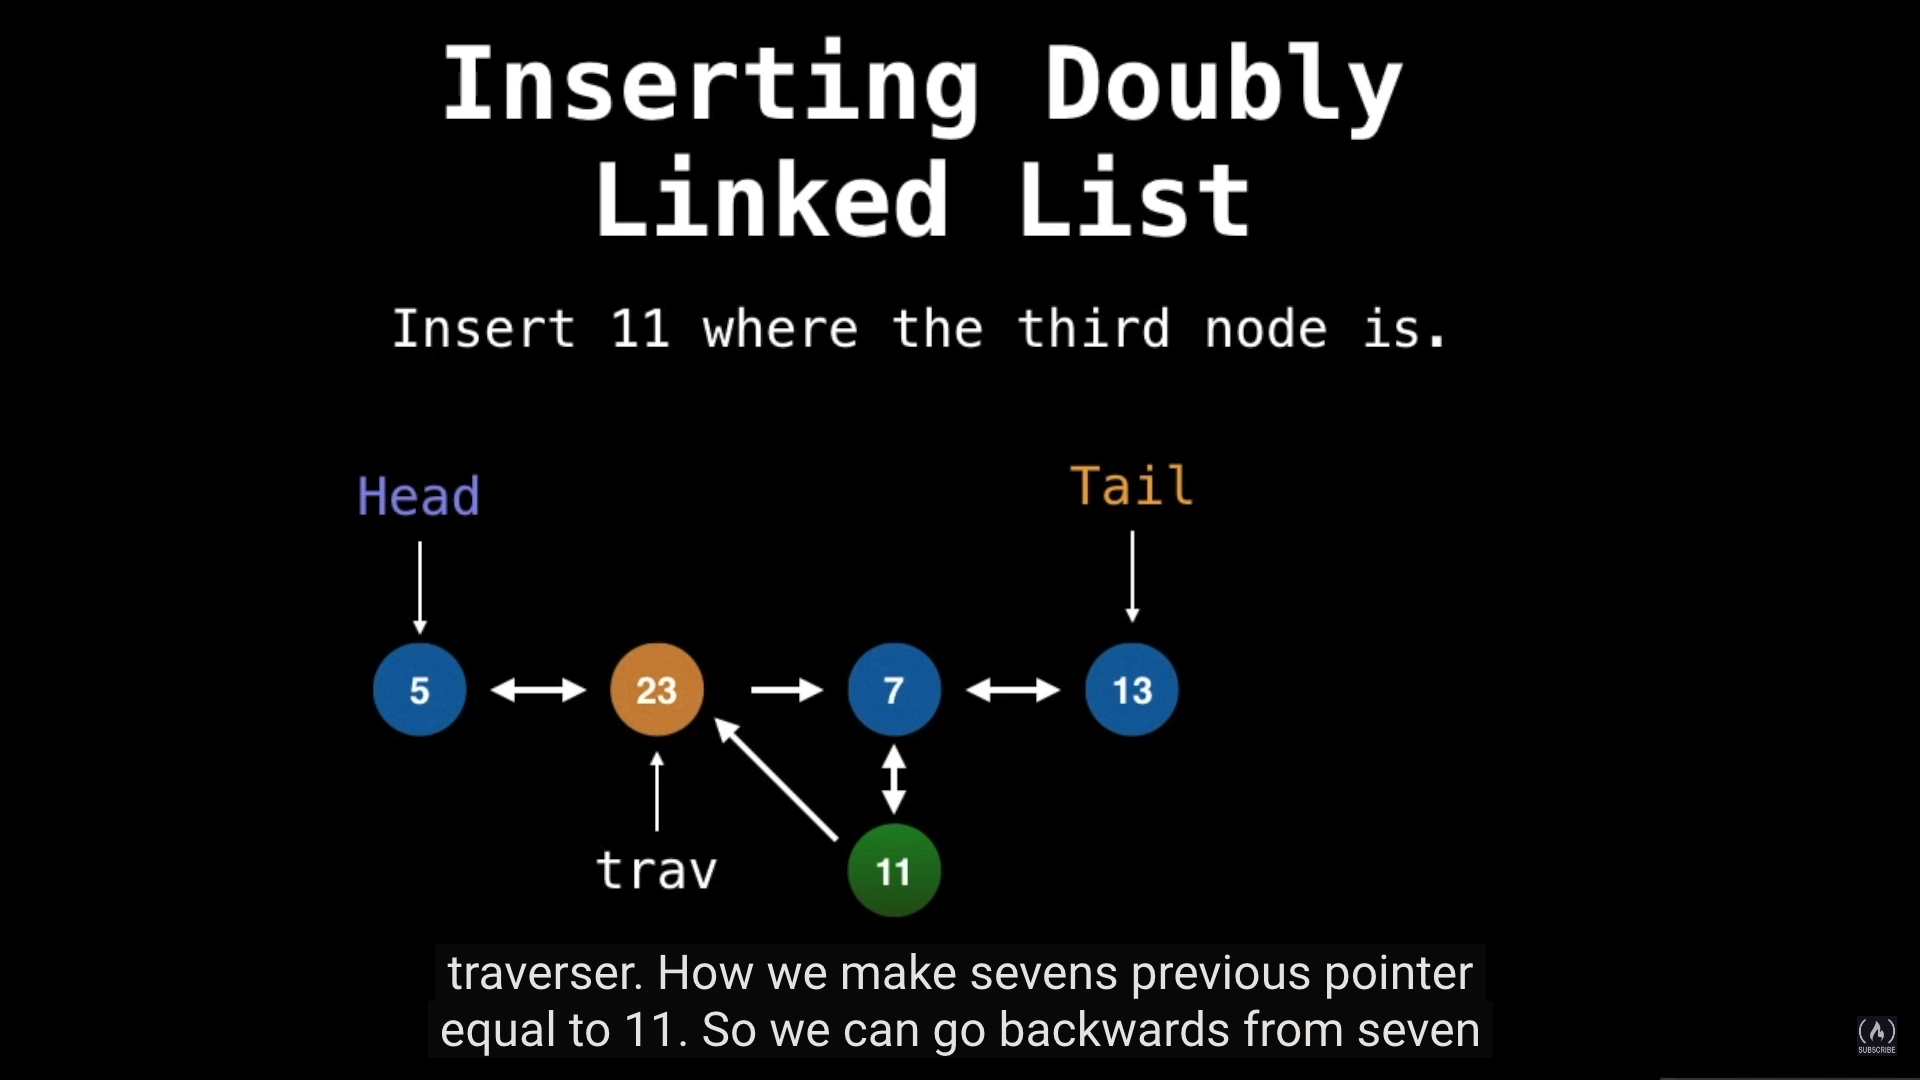 Inserting Doubly
Linked List
Insert 11 where the third node is.
Head
Tail
5
23
7
13
trav
11
traverser. How we make sevens previous pointer
equal to 11. So we can go backwards from seven
SUBSCRIBE